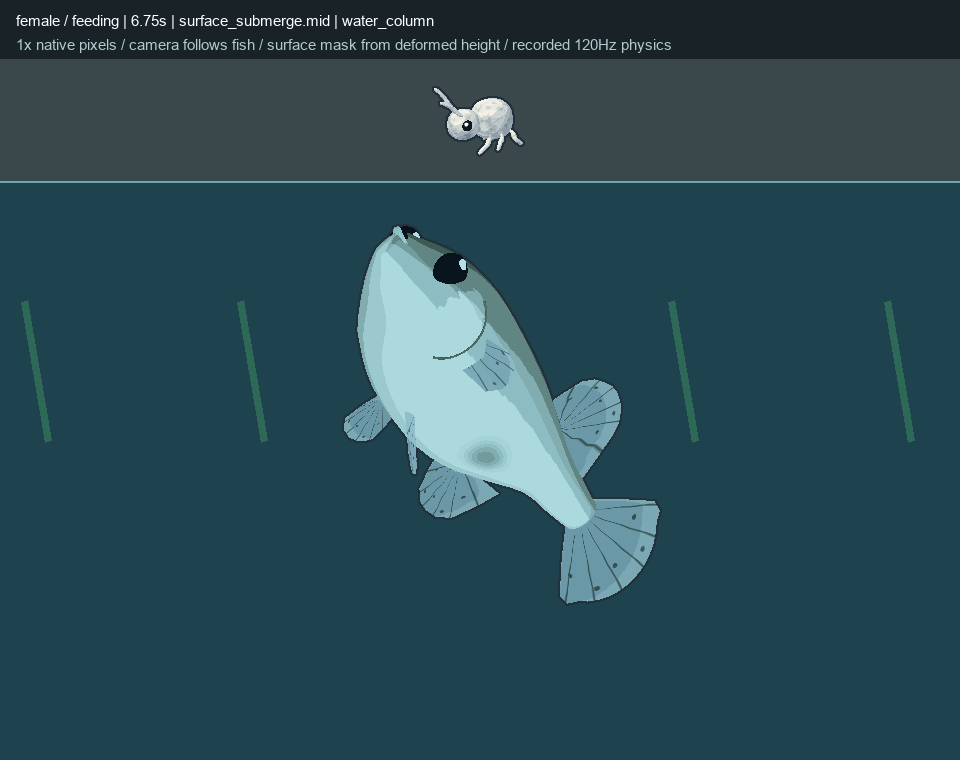 female / feeding | 6.75s | surface_submerge.mid | water_column
1x native pixels / camera follows fish / surface mask from deformed height / recorded 120Hz physics